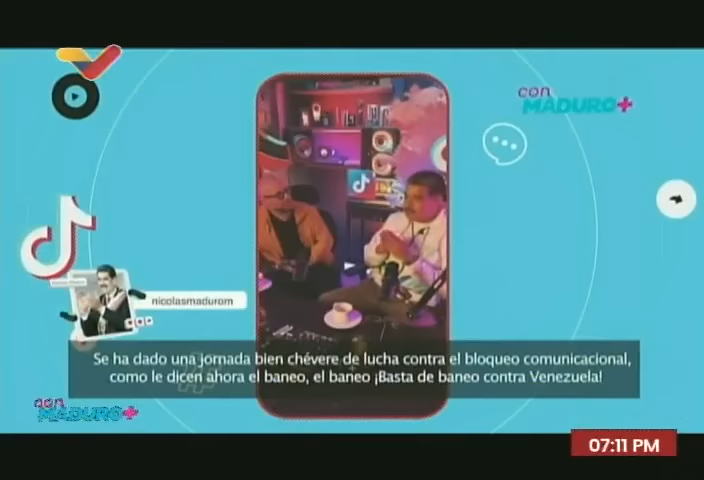 con
MADURO+
nicolasmadurom
Se ha dado una jornada bien chévere de lucha contra el bloqueo comunicacional,
como le dicen ahora el baneo, el baneo ¡Basta de baneo contra Venezuela!
con
MADURO+
07:11 PM